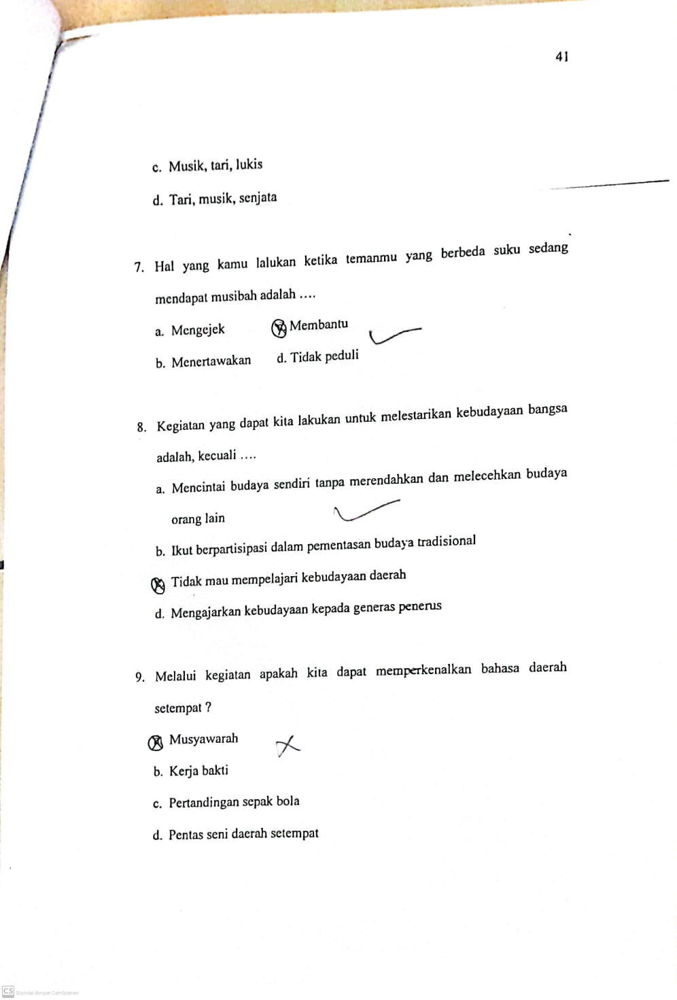 41
c. Musik, tari, lukis
d. Tari, musik, senjata
7. Hal yang kamu lalukan ketika temanmu yang berbeda suku sedang
mendapat musibah adalah ....
a. Mengejek Membantu
b. Menertawakan d. Tidak peduli
8. Kegiatan yang dapat kita lakukan untuk melestarikan kebudayaan bangsa
adalah, kecuali ....
a. Mencintai budaya sendiri tanpa merendahkan dan melecehkan budaya
orang lain
b. Ikut berpartisipasi dalam pementasan budaya tradisional
Tidak mau mempelajari kebudayaan daerah
d. Mengajarkan kebudayaan kepada generas penerus
9. Melalui kegiatan apakah kita dapat memperkenalkan bahasa daerah
setempat ?
Musyawarah
b. Kerja bakti
c. Pertandingan sepak bola
d. Pentas seni daerah setempat
CS Dipindai dengan CamScanner